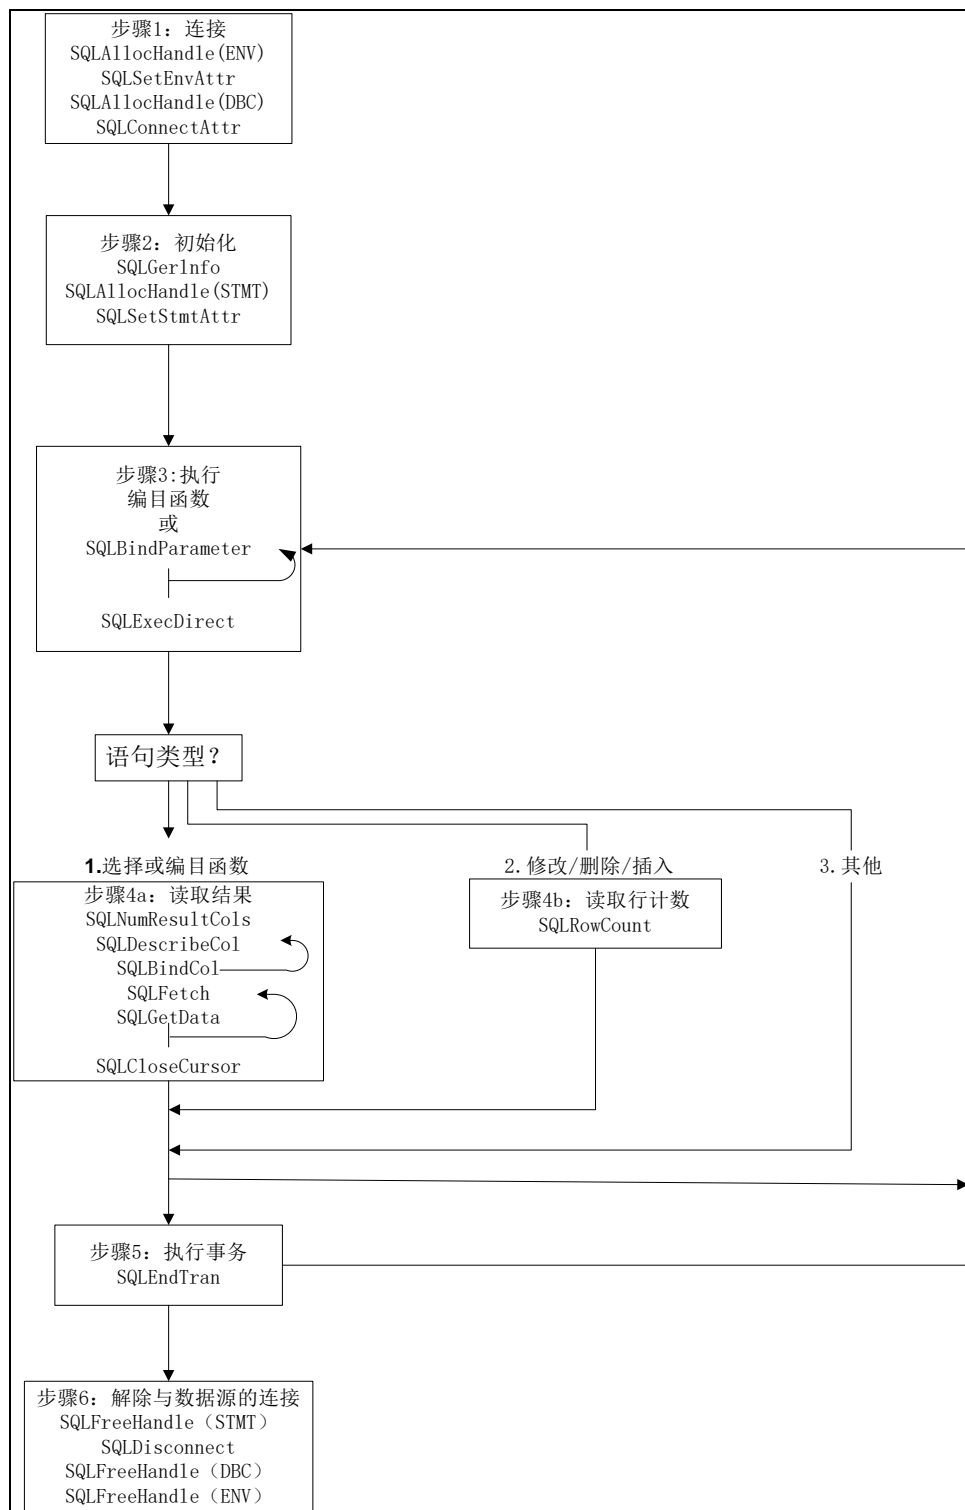 步骤1：连接
SQLAllocHandle(ENV)
SQLSetEnvAttr
SQLAllocHandle(DBC)
SQLConnectAttr
步骤2：初始化
SQLGerlnfo
SQLAllocHandle(STMT)
SQLSetStmtAttr
步骤3:执行
编目函数
或
SQLBindParameter
SQLExecDirect
语句类型？
1.选择或编目函数
2.修改/删除/插入
3.其他
步骤4a：读取结果
SQLNumResultCols
SQLDescribeCol
SQLBindCol
SQLFetch
SQLGetData
SQLCloseCursor
步骤4b：读取行计数
SQLRowCount
步骤5：执行事务
SQLEndTran
步骤6：解除与数据源的连接
SQLFreeHandle（STMT）
SQLDisconnect
SQLFreeHandle（DBC）
SQLFreeHandle（ENV）